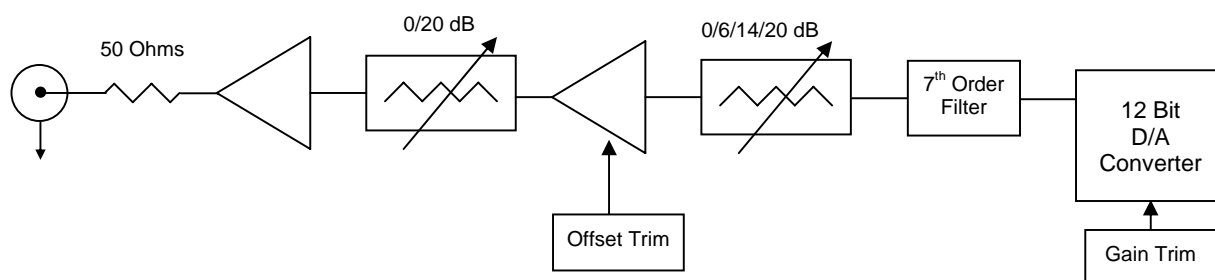 50 Ohms
0/20 dB
0/6/14/20 dB
7th Order
Filter
12 Bit
D/A
Converter
Offset Trim
Gain Trim